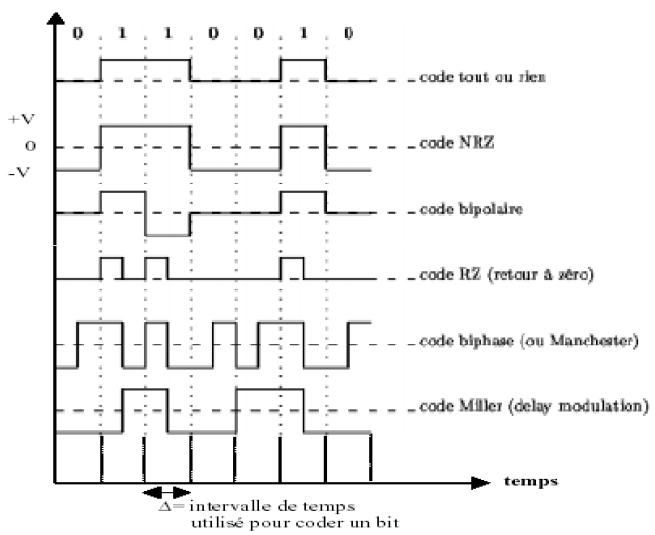 0 1 1 0 0 1 0
code tout ou rien
+V
0
code NRZ
-V
code bipolaire
code RZ (retour à zéro)
code biphase (ou Manchester)
code Miller (delay modulation)
temps
Δ= intervalle de temps
utilisé pour coder un bit